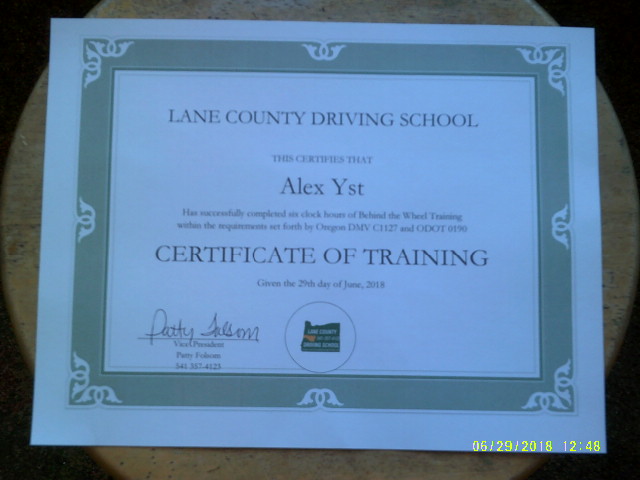 LANE COUNTY DRIVING SCHOOL
THIS CERTIFIES THAT
Alex Yst
Has successfully completed six clock hours of Behind the Wheel Training
within the requirements set forth by Oregon DMV C1127 and ODOT 0190
CERTIFICATE OF TRAINING
Given the 29th day of June, 2018
Patty Folsom
Vice President
Patty Folsom
541 357-4123
LANE COUNTY
DRIVING SCHOOL
06/29/2018 12:48